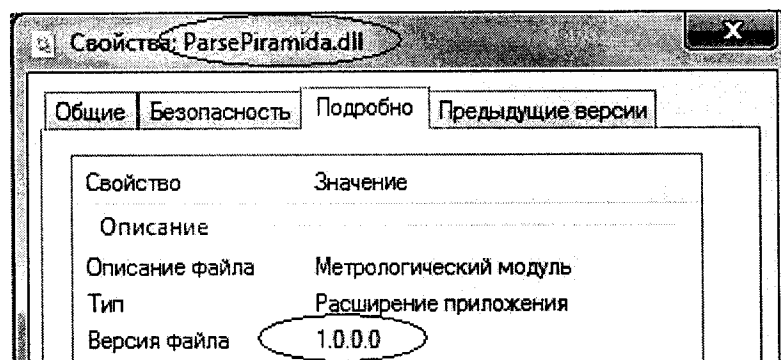 Свойства: ParsePiramida.dll
Общие Безопасность Подробно Предыдущие версии
Свойство Значение
Описание
Описание файла Метрологический модуль
Тип Расширение приложения
Версия файла 1.0.0.0